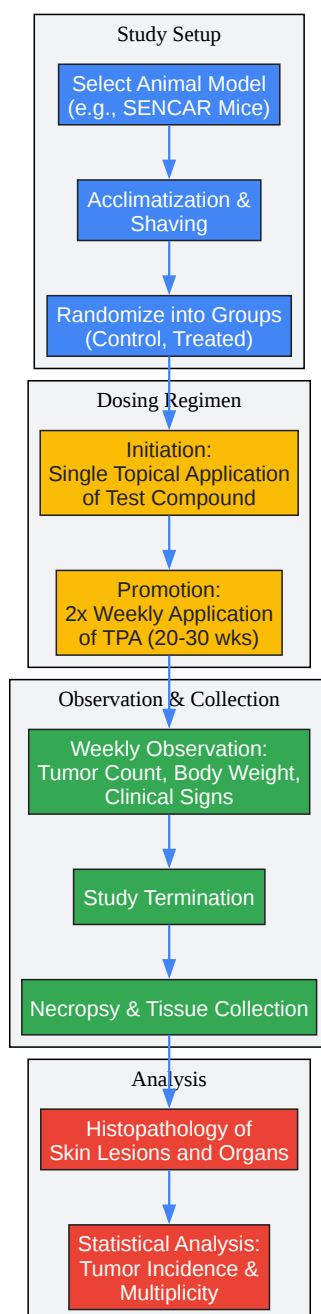 Study Setup
Select Animal Model
(e.g., SENCAR Mice)
Acclimatization &
Shaving
Randomize into Groups
(Control, Treated)
Dosing Regimen
Initiation:
Single Topical Application
of Test Compound
Promotion:
2x Weekly Application
of TPA (20-30 wks)
Observation & Collection
Weekly Observation:
Tumor Count, Body Weight,
Clinical Signs
Study Termination
Necropsy & Tissue Collection
Analysis
Histopathology of
Skin Lesions and Organs
Statistical Analysis:
Tumor Incidence &
Multiplicity